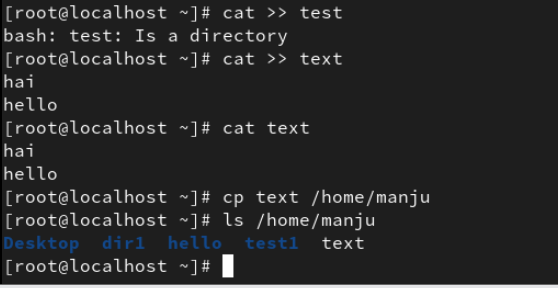 [root@localhost ~]# cat >> test
bash: test: Is a directory
[root@localhost ~]# cat >> text
hai
hello
[root@localhost ~]# cat text
hai
hello
[root@localhost ~]# cp text /home/manju
[root@localhost ~]# ls /home/manju
Desktop  dir1  hello  test1  text
[root@localhost ~]#